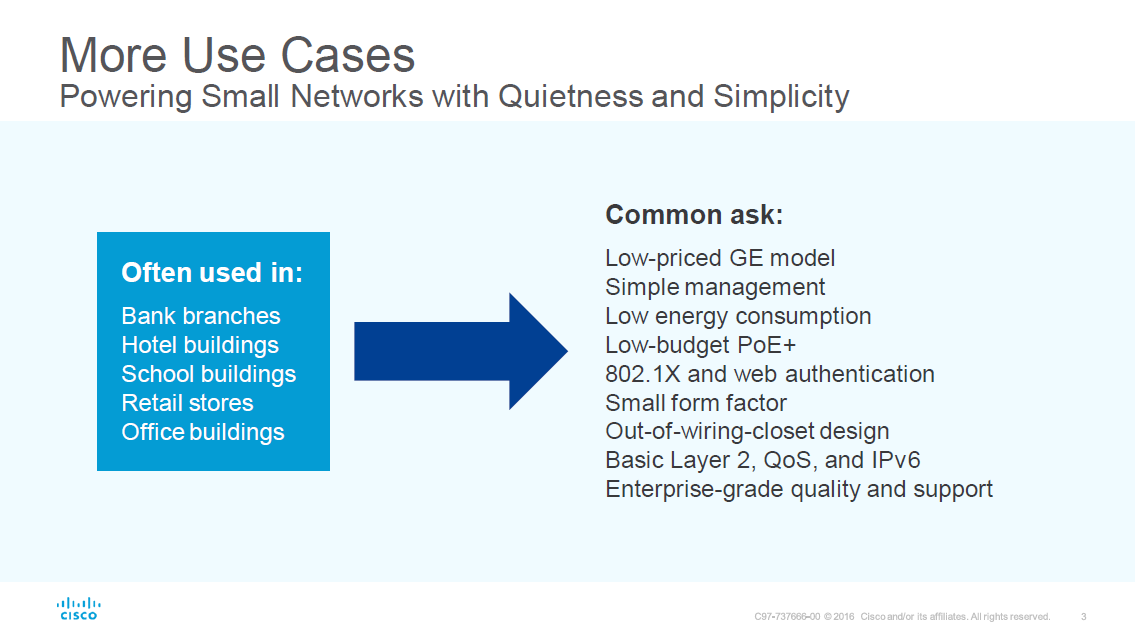 More Use Cases
Powering Small Networks with Quietness and Simplicity
Often used in:
Bank branches
Hotel buildings
School buildings
Retail stores
Office buildings
Common ask:
Low-priced GE model
Simple management
Low energy consumption
Low-budget PoE+
802.1X and web authentication
Small form factor
Out-of-wiring-closet design
Basic Layer 2, QoS, and IPv6
Enterprise-grade quality and support
CISCO
C97-737666-00 © 2016 Cisco and/or its affiliates. All rights reserved. 3